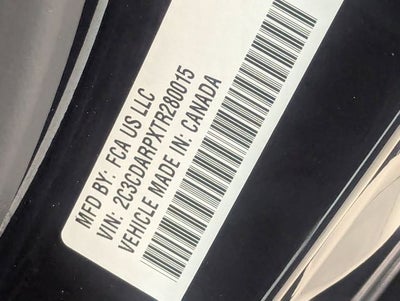 MFD BY: FCA US LLC
VIN: 2C3CDARPXTR280015
VEHICLE MADE IN: CANADA